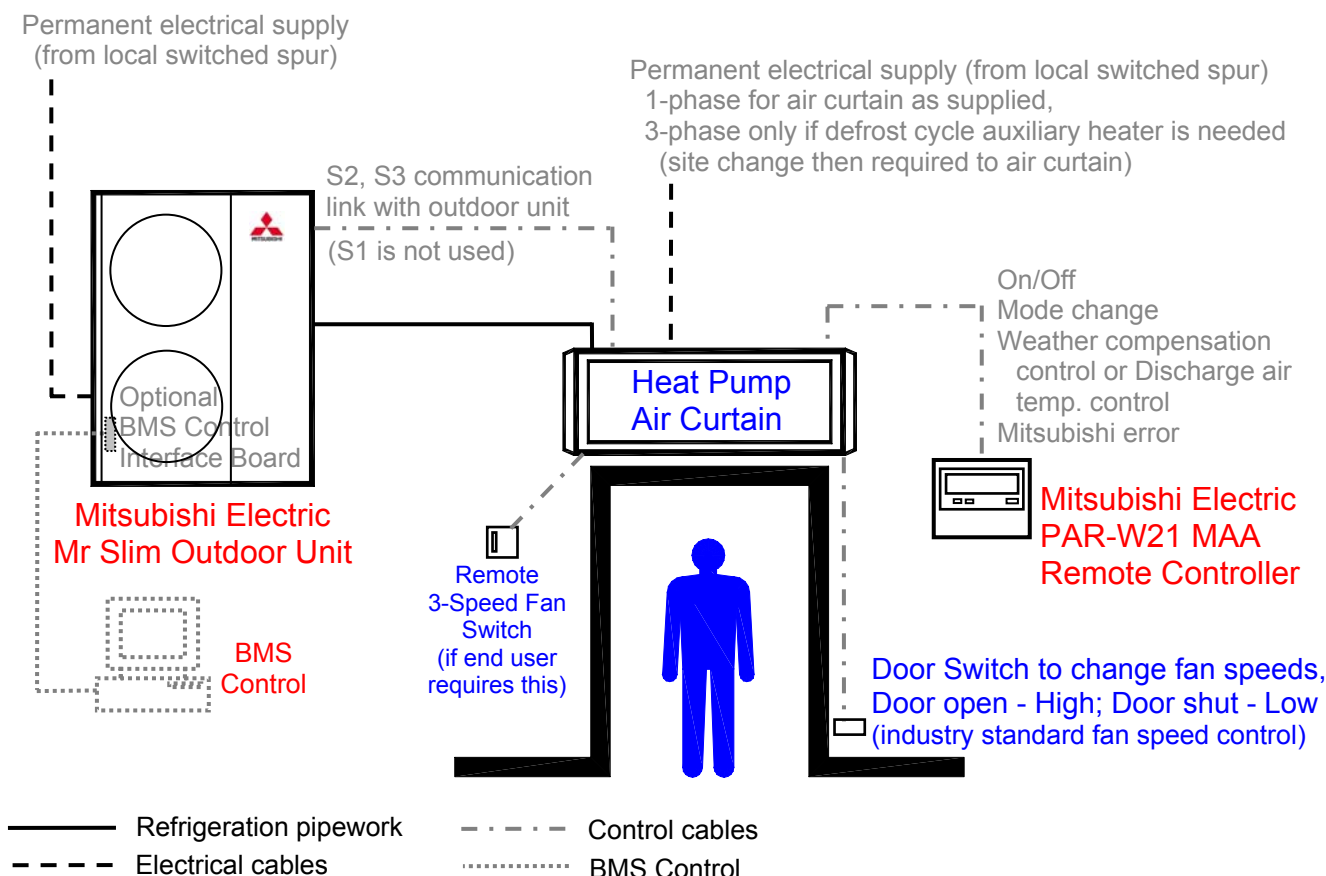 Permanent electrical supply
(from local switched spur)
Permanent electrical supply (from local switched spur)
1-phase for air curtain as supplied,
3-phase only if defrost cycle auxiliary heater is needed
(site change then required to air curtain)
S2, S3 communication
link with outdoor unit
(S1 is not used)
MITSUBISHI
On/Off
Mode change
Weather compensation
control or Discharge air
temp. control
Mitsubishi error
Heat Pump
Air Curtain
Optional
BMS Control
Interface Board
Mitsubishi Electric
Mr Slim Outdoor Unit
Mitsubishi Electric
PAR-W21 MAA
Remote Controller
Remote
3-Speed Fan
Switch
(if end user
requires this)
BMS
Control
Door Switch to change fan speeds,
Door open - High; Door shut - Low
(industry standard fan speed control)
Refrigeration pipework
Control cables
Electrical cables
BMS Control